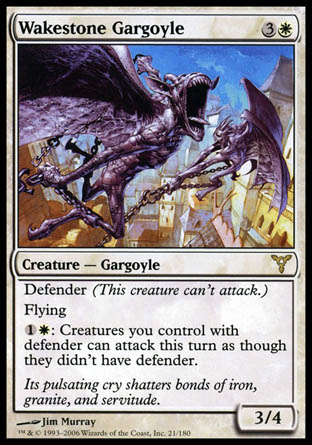 Wakestone Gargoyle 3
Creature — Gargoyle
Defender (This creature can't attack.)
Flying
1 : Creatures you control with
defender can attack this turn as though
they didn't have defender.
Its pulsating cry shatters bonds of iron,
granite, and servitude.
Jim Murray
™ & © 1993–2006 Wizards of the Coast, Inc. 21/180
3/4